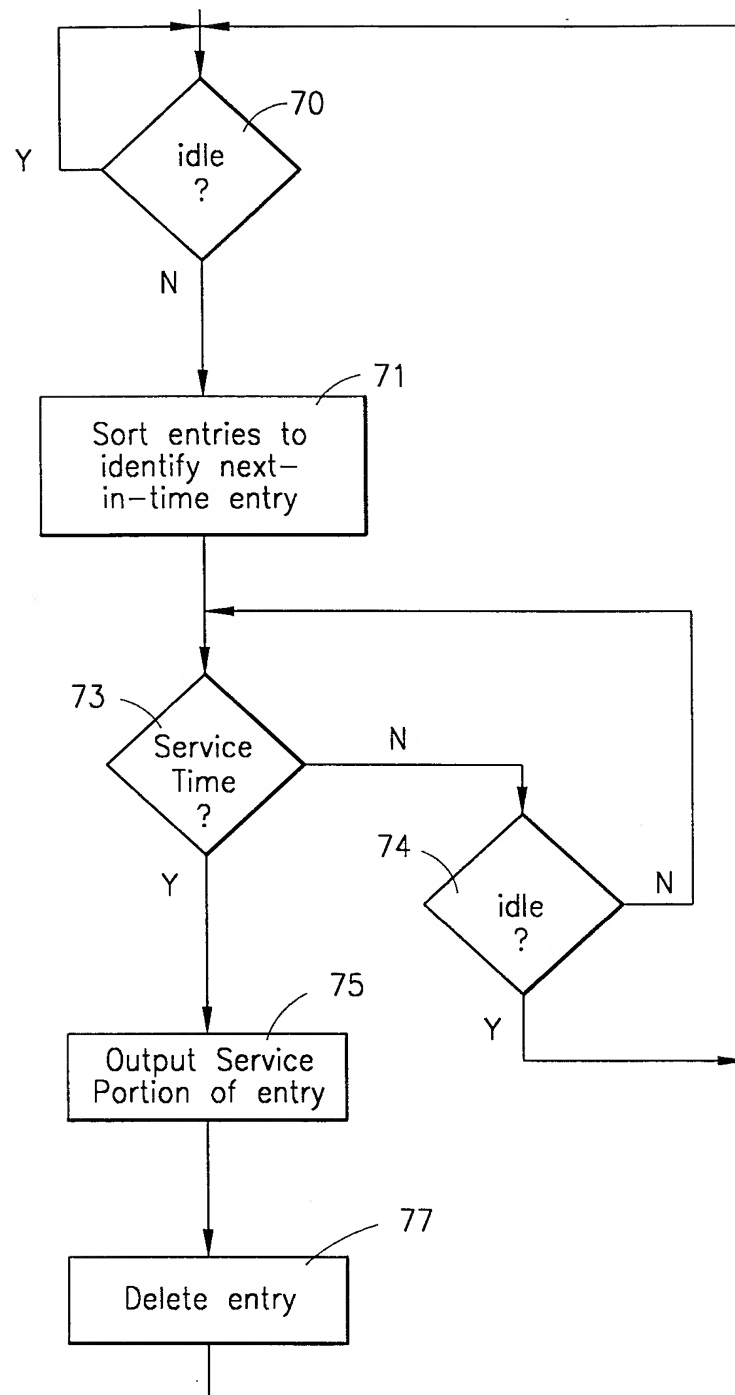 70
idle
?
Y
N
71
Sort entries to
identify next-
in-time entry
73
Service
Time
?
N
Y
74
idle
?
N
Y
75
Output Service
Portion of entry
77
Delete entry